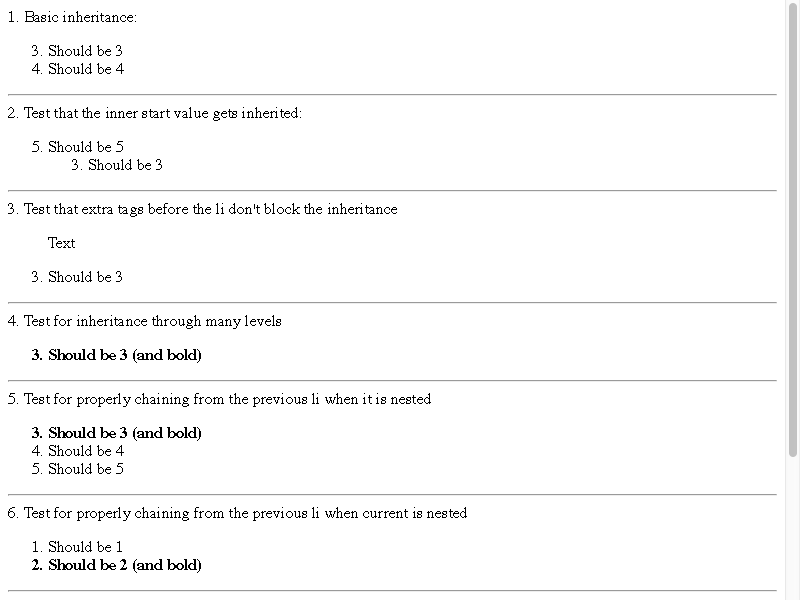 1. Basic inheritance:
3. Should be 3
4. Should be 4
2. Test that the inner start value gets inherited:
5. Should be 5
3. Should be 3
3. Test that extra tags before the li don't block the inheritance
Text
3. Should be 3
4. Test for inheritance through many levels
3. Should be 3 (and bold)
5. Test for properly chaining from the previous li when it is nested
3. Should be 3 (and bold)
4. Should be 4
5. Should be 5
6. Test for properly chaining from the previous li when current is nested
1. Should be 1
2. Should be 2 (and bold)